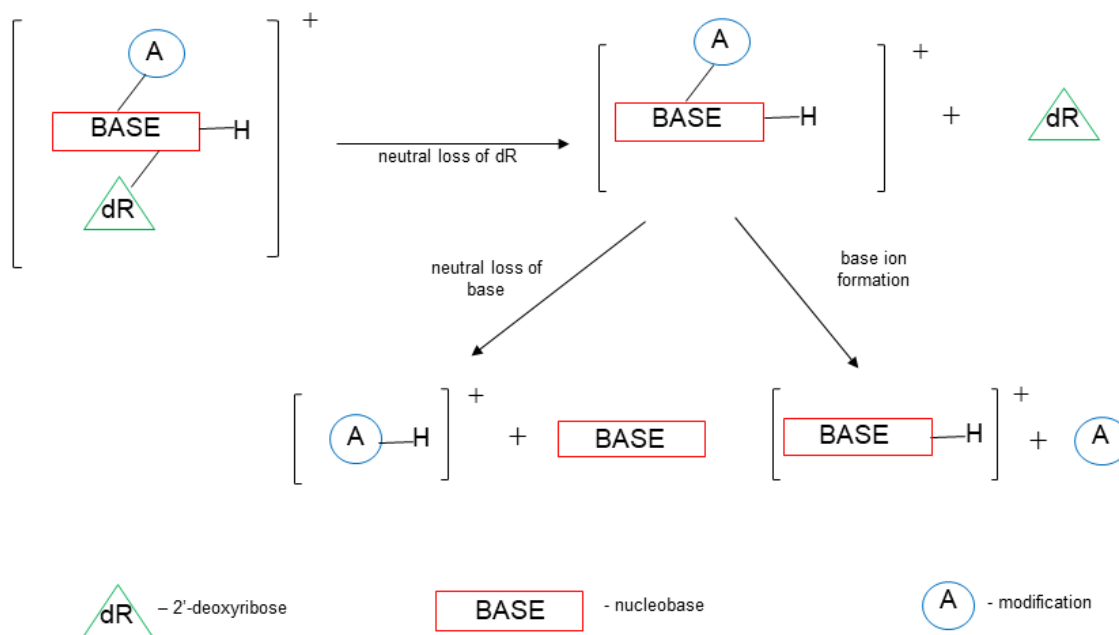 +
A
BASE
H
dR
neutral loss of dR
+
A
BASE
H
+
dR
neutral loss of
base
base ion
formation
+
A
H
+
BASE
+
BASE
H
+
A
dR
– 2'-deoxyribose
BASE
- nucleobase
A
- modification